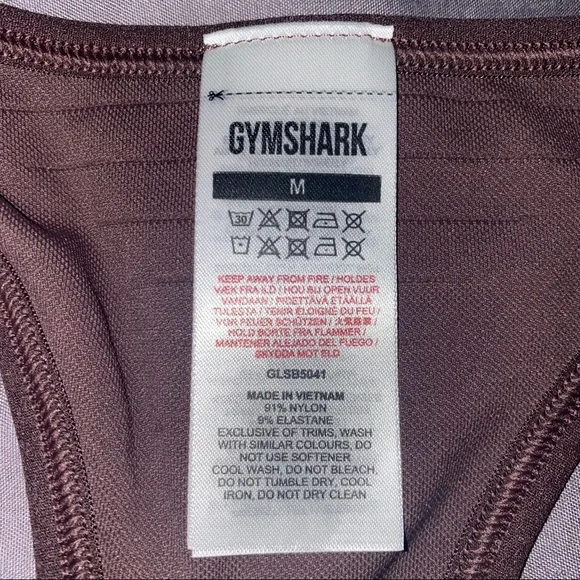 GYMSHARK
M
30
KEEP AWAY FROM FIRE / HOLDES
VÆK FRA ILD / HOU BIJ OPEN VUUR
VANDAAN / PIDETTÄVÄ ETÄÄLLÄ
TULESTA / TENIR ÉLOIGNÉ DU FEU /
VOR FEUER SCHÜTZEN / 火気厳禁 /
HOLD BORTE FRA FLAMMER /
MANTENER ALEJADO DEL FUEGO /
SKYDDA MOT ELD
GLSB5041
MADE IN VIETNAM
91% NYLON
9% ELASTANE
EXCLUSIVE OF TRIMS, WASH
WITH SIMILAR COLOURS, DO
NOT USE SOFTENER
COOL WASH, DO NOT BLEACH
DO NOT TUMBLE DRY, COOL
IRON, DO NOT DRY CLEAN